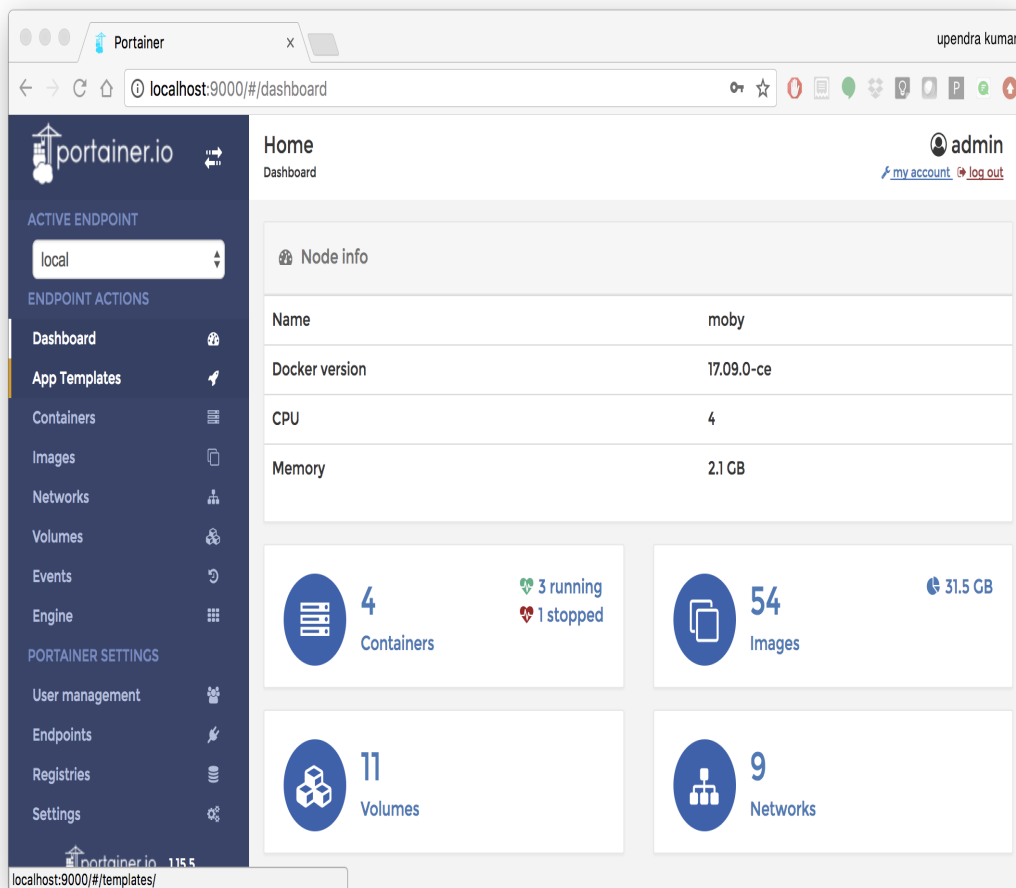 Portainer
upendra kumar
localhost:9000/#/dashboard
portainer.io
Home
Dashboard
admin
my account log out
ACTIVE ENDPOINT
local
ENDPOINT ACTIONS
Dashboard
App Templates
Containers
Images
Networks
Volumes
Events
Engine
PORTAINER SETTINGS
User management
Endpoints
Registries
Settings
portainer.io 1.15.5
Node info
Name moby
Docker version 17.09.0-ce
CPU 4
Memory 2.1 GB
4
Containers
3 running
1 stopped
54
Images
31.5 GB
11
Volumes
9
Networks
localhost:9000/#/templates/